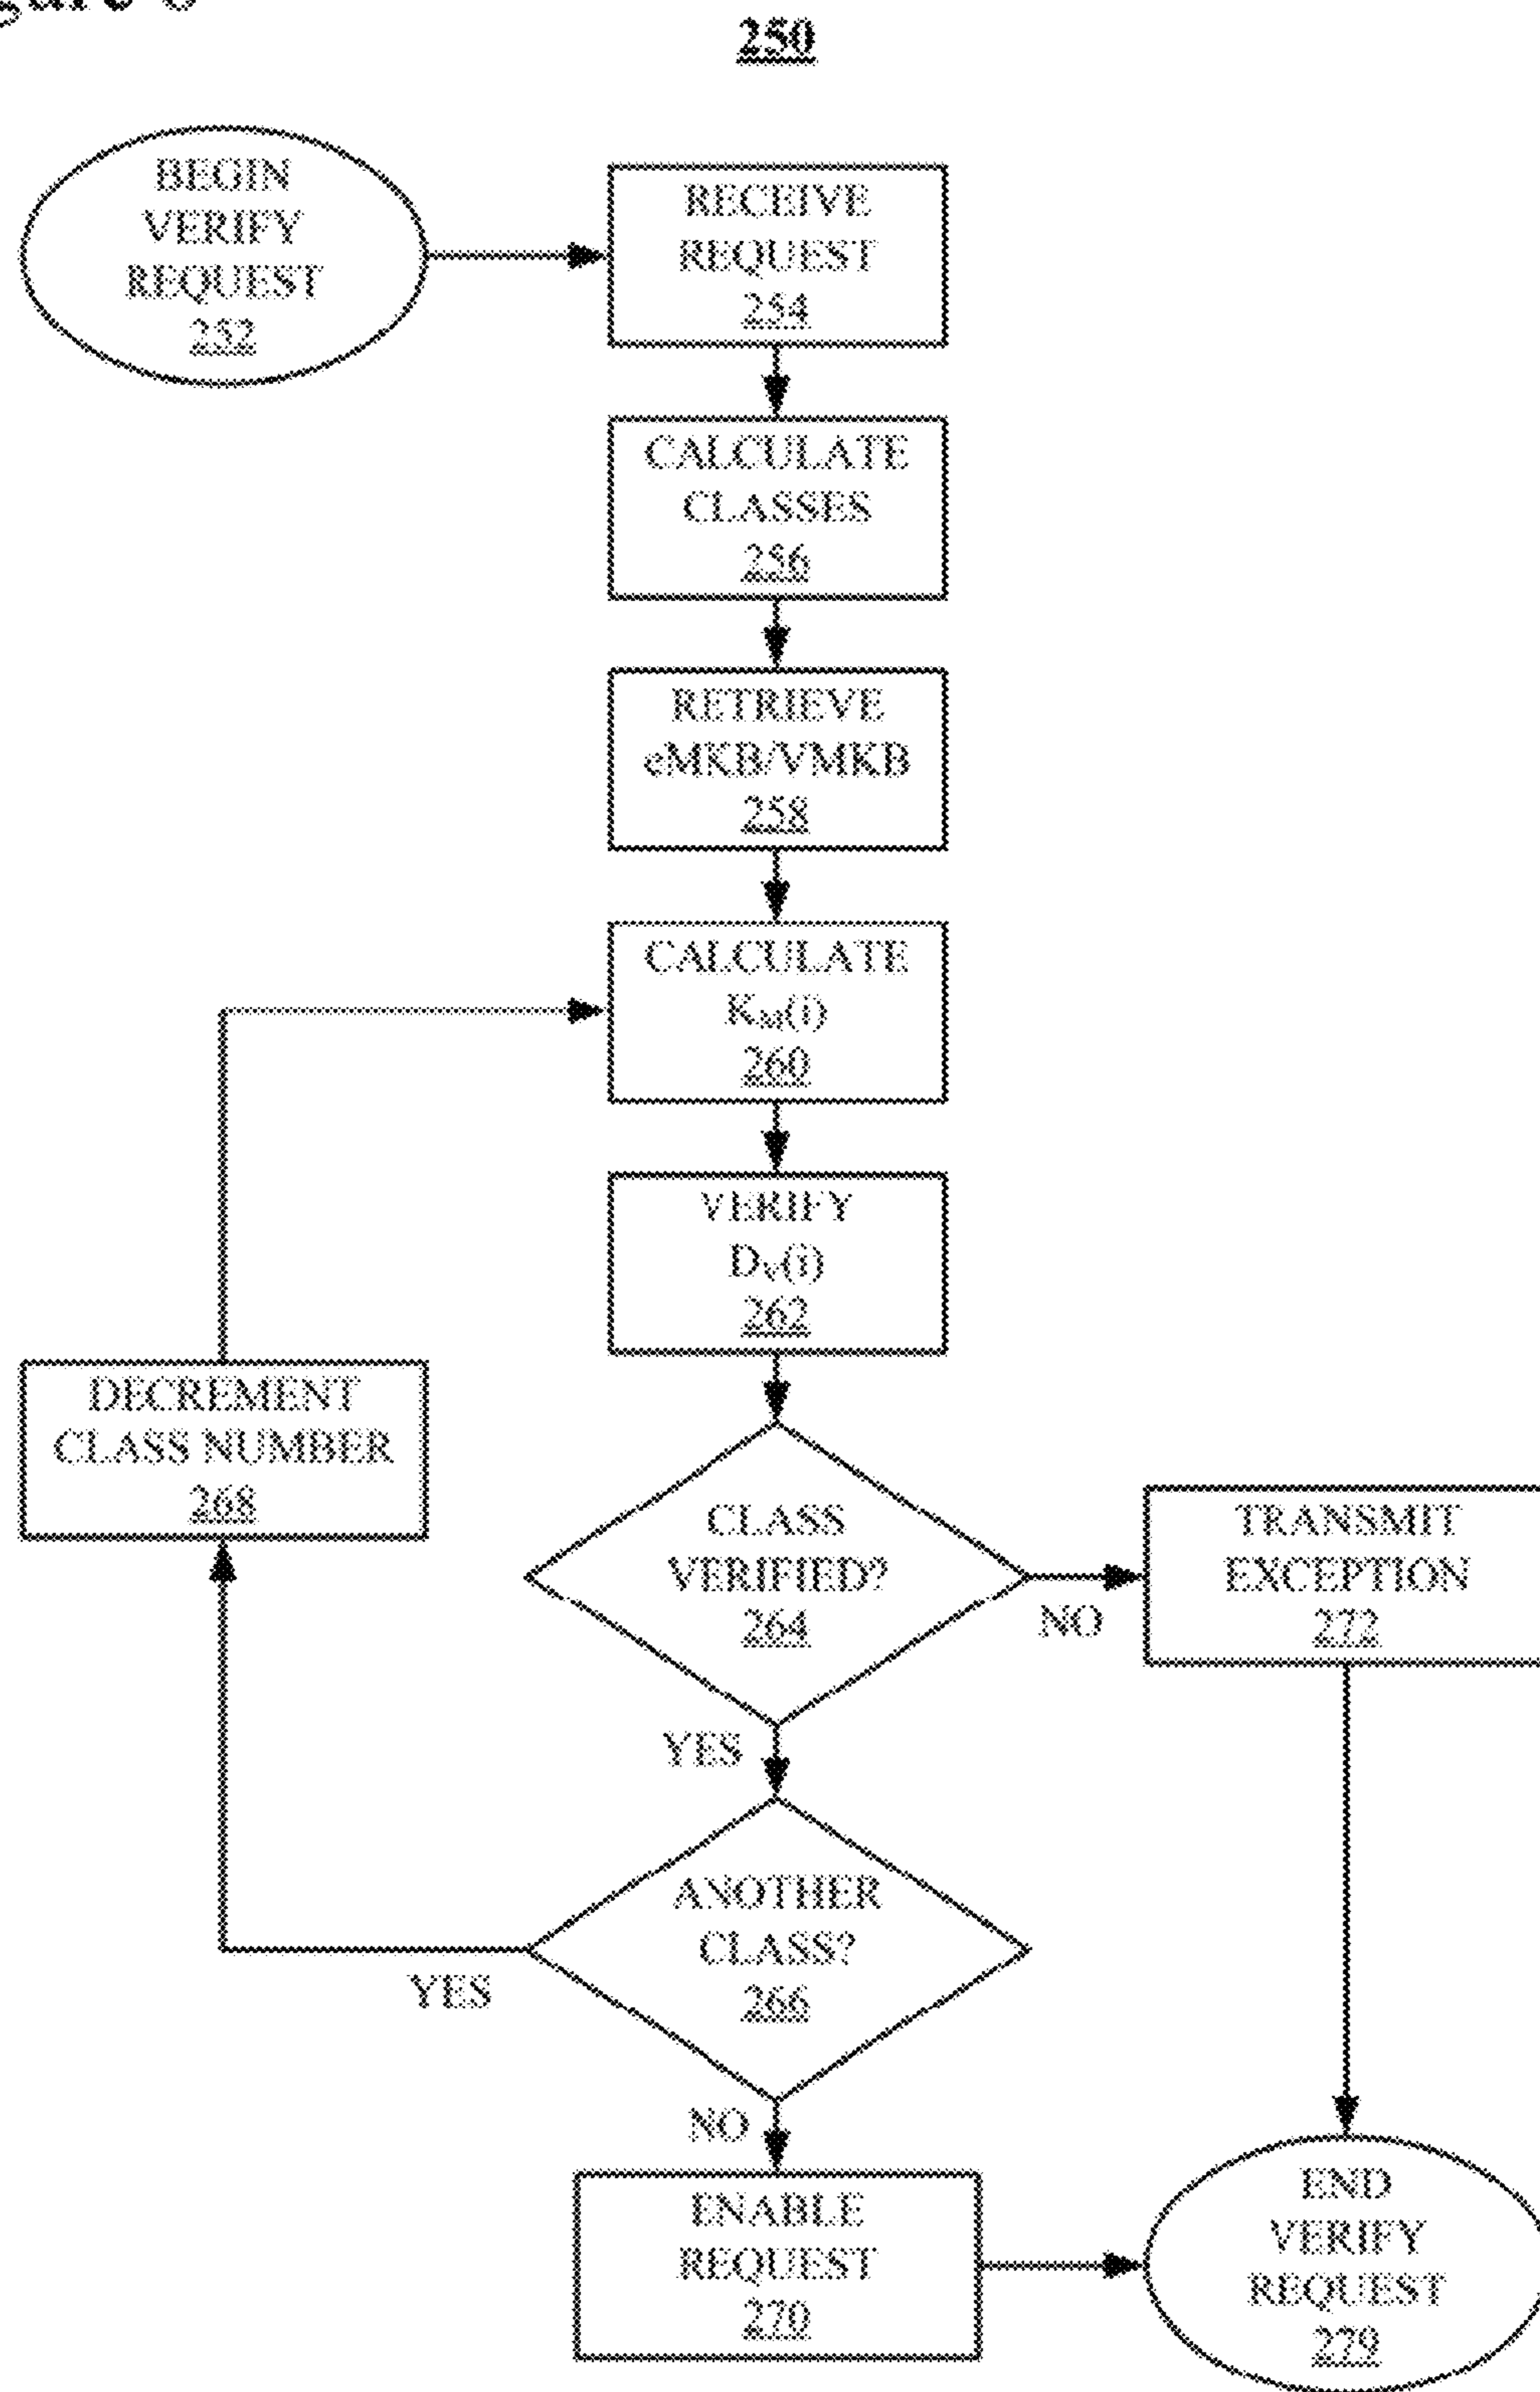 250
BEGIN
VERIFY
REQUEST
252
RECEIVE
REQUEST
254
CALCULATE
CLASSES
256
RETRIEVE
eMKB/VMKB
258
CALCULATE
KM(i)
260
VERIFY
DV(i)
262
DECREMENT
CLASS NUMBER
268
CLASS
VERIFIED?
264
NO
TRANSMIT
EXCEPTION
272
YES
ANOTHER
CLASS?
266
YES
NO
ENABLE
REQUEST
270
END
VERIFY
REQUEST
279